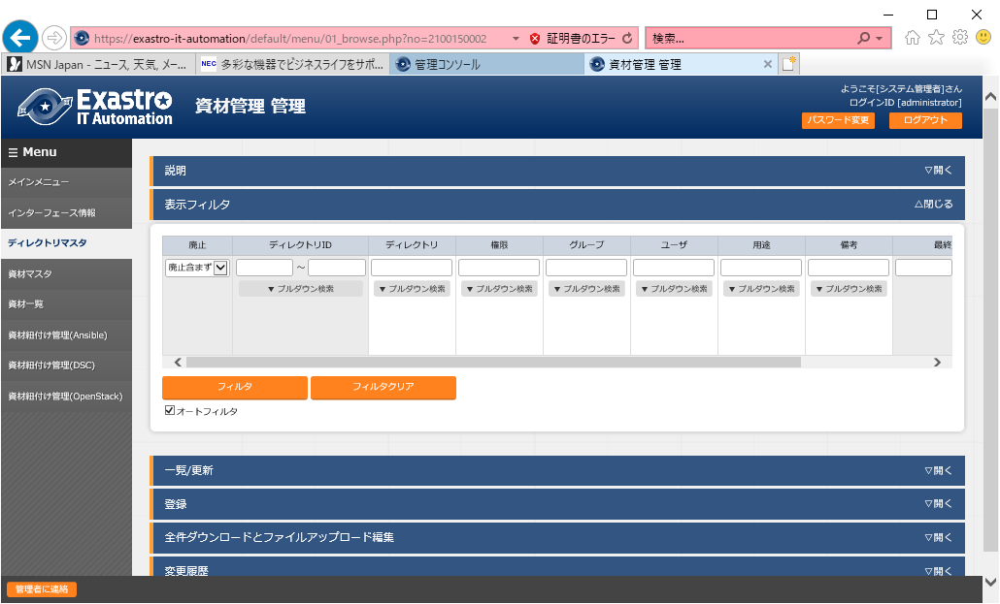 https://exastro-it-automation/default/menu/01_browse.php?no=2100150002 証明書のエラー 検索...
MSN Japan - ニュース, 天気, メー... NEC 多彩な機器でビジネスライフをサポ... 管理コンソール 資材管理 管理
Exastro IT Automation
資材管理 管理
ようこそ[システム管理者]さん
ログインID [administrator]
パスワード変更 ログアウト
Menu
メインメニュー
インターフェース情報
ディレクトリマスタ
資材マスタ
資材一覧
資材紐付け管理(Ansible)
資材紐付け管理(DSC)
資材紐付け管理(OpenStack)
説明 ▽開く
表示フィルタ △閉じる
廃止 ディレクトリID ディレクトリ 権限 グループ ユーザ 用途 備考 最終
廃止含まず ～
▼プルダウン検索 ▼プルダウン検索 ▼プルダウン検索 ▼プルダウン検索 ▼プルダウン検索 ▼プルダウン検索 ▼プルダウン検索
フィルタ フィルタクリア
オートフィルタ
一覧/更新 ▽開く
登録 ▽開く
全件ダウンロードとファイルアップロード編集 ▽開く
変更履歴 ▽開く
管理者に連絡